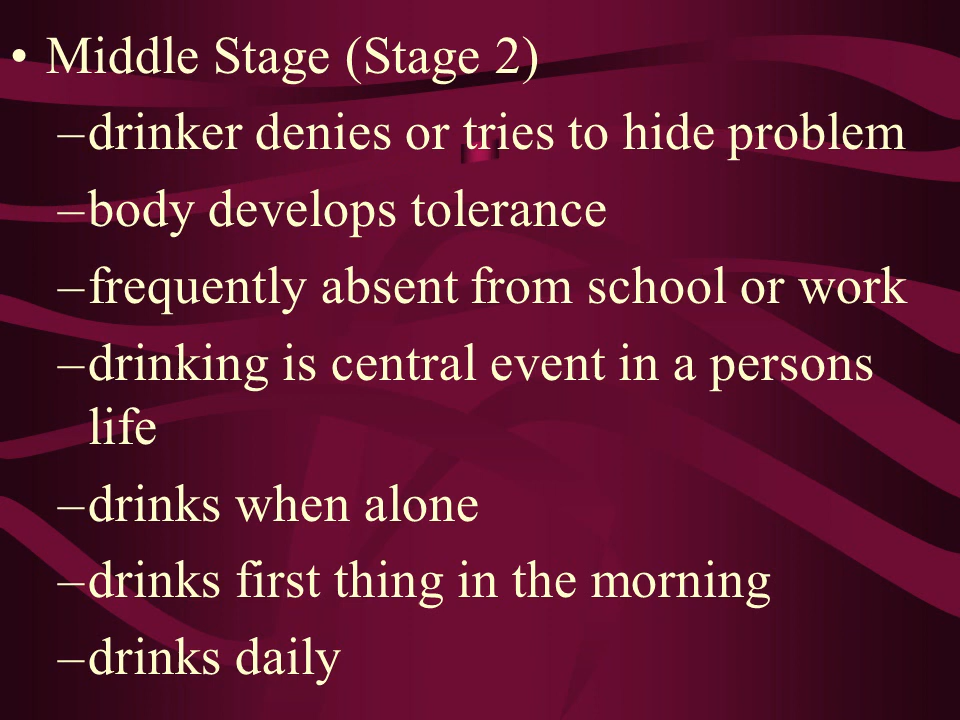 • Middle Stage (Stage 2)
–drinker denies or tries to hide problem
–body develops tolerance
–frequently absent from school or work
–drinking is central event in a persons
life
–drinks when alone
–drinks first thing in the morning
–drinks daily